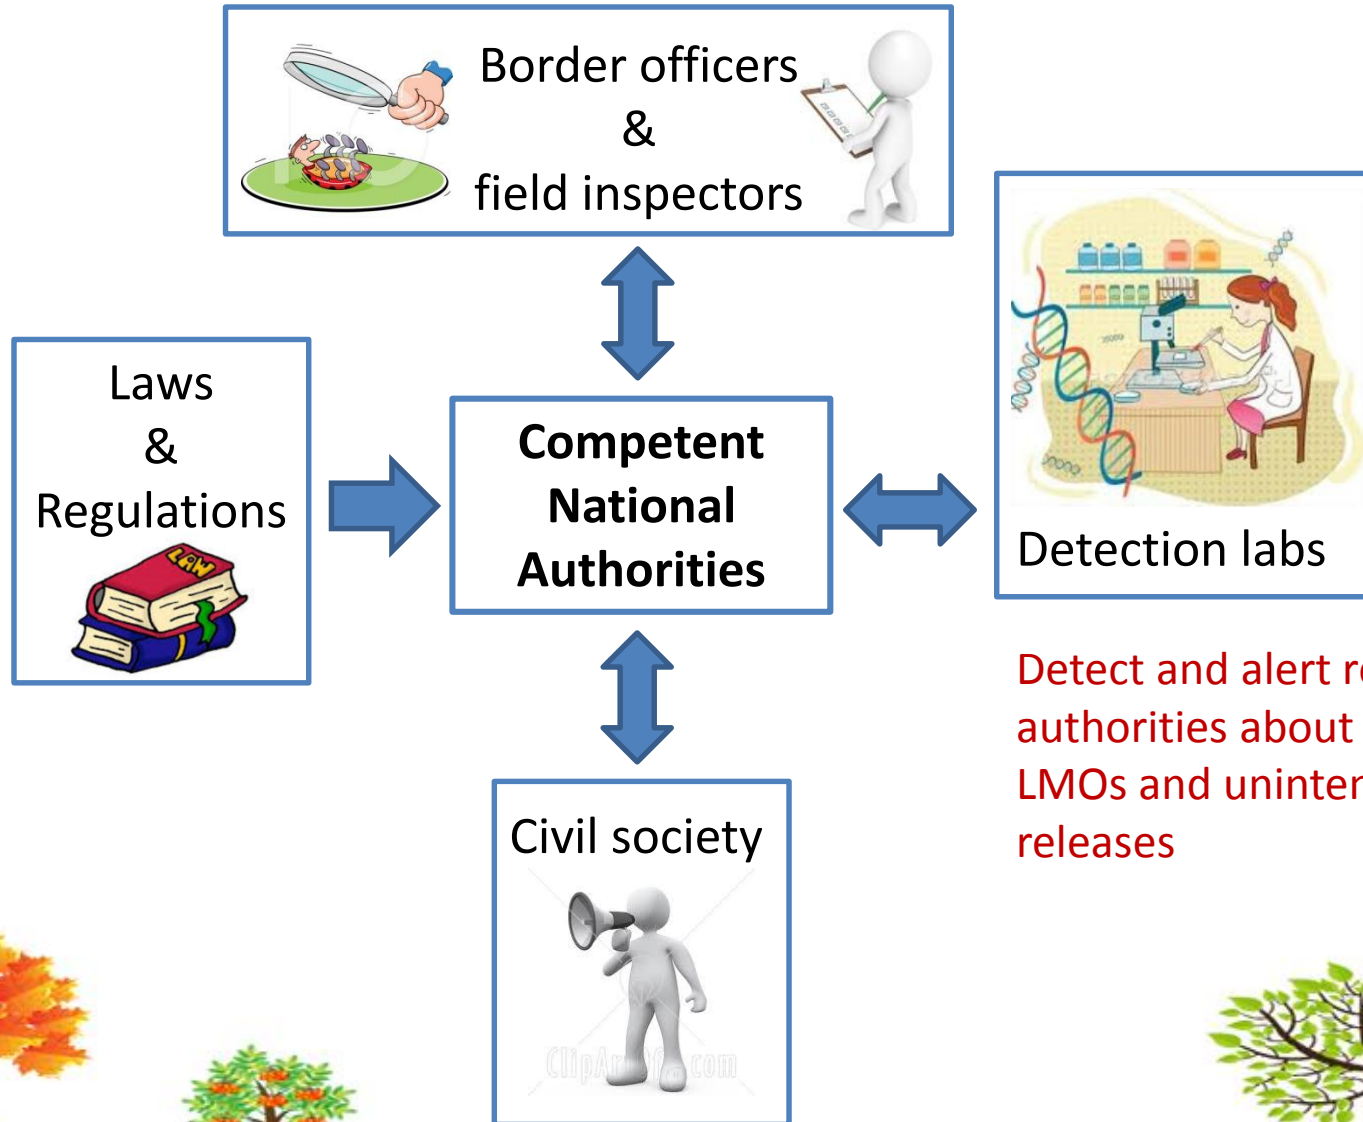 Border officers
&
field inspectors
Laws
&
Regulations
LAW
Competent
National
Authorities
Detection labs
Detect and alert
authorities about
LMOs and
releases
Civil society